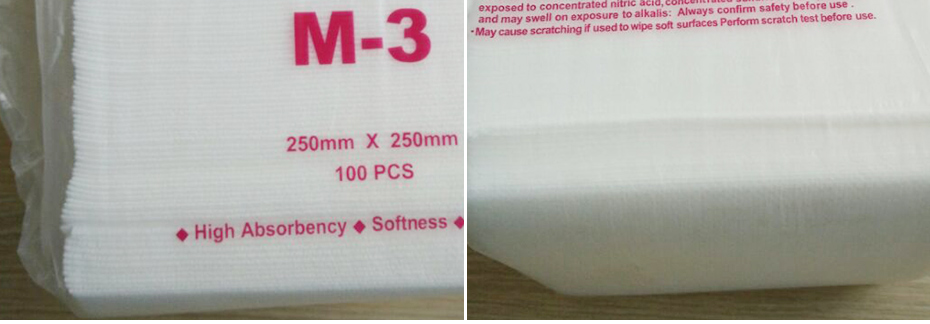 M-3
250mm X 250mm
100 PCS
◆ High Absorbency ◆ Softness ◆
exposed to concentrated nitric acid, concentrated
and may swell on exposure to alkalis: Always confirm safety before use .
•May cause scratching if used to wipe soft surfaces Perform scratch test before use.